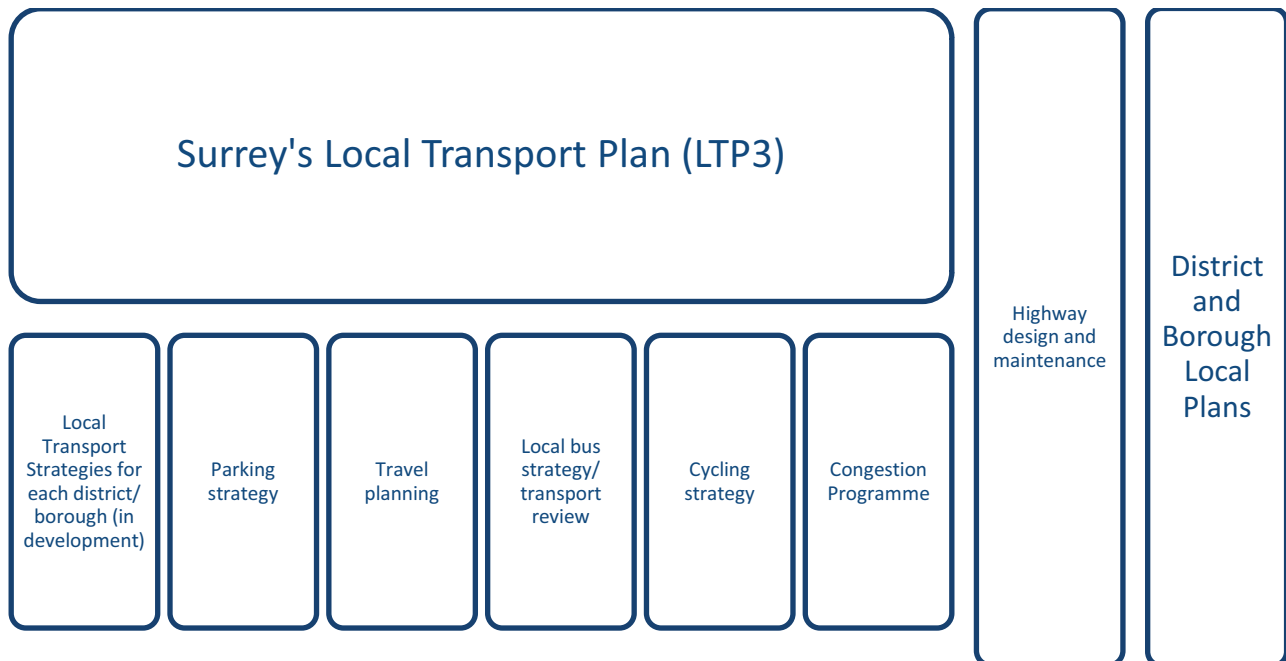 Surrey's Local Transport Plan (LTP3)
Local
Transport
Strategies for
each district/
borough (in
development)
Parking
strategy
Travel
planning
Local bus
strategy/
transport
review
Cycling
strategy
Congestion
Programme
Highway
design and
maintenance
District
and
Borough
Local
Plans